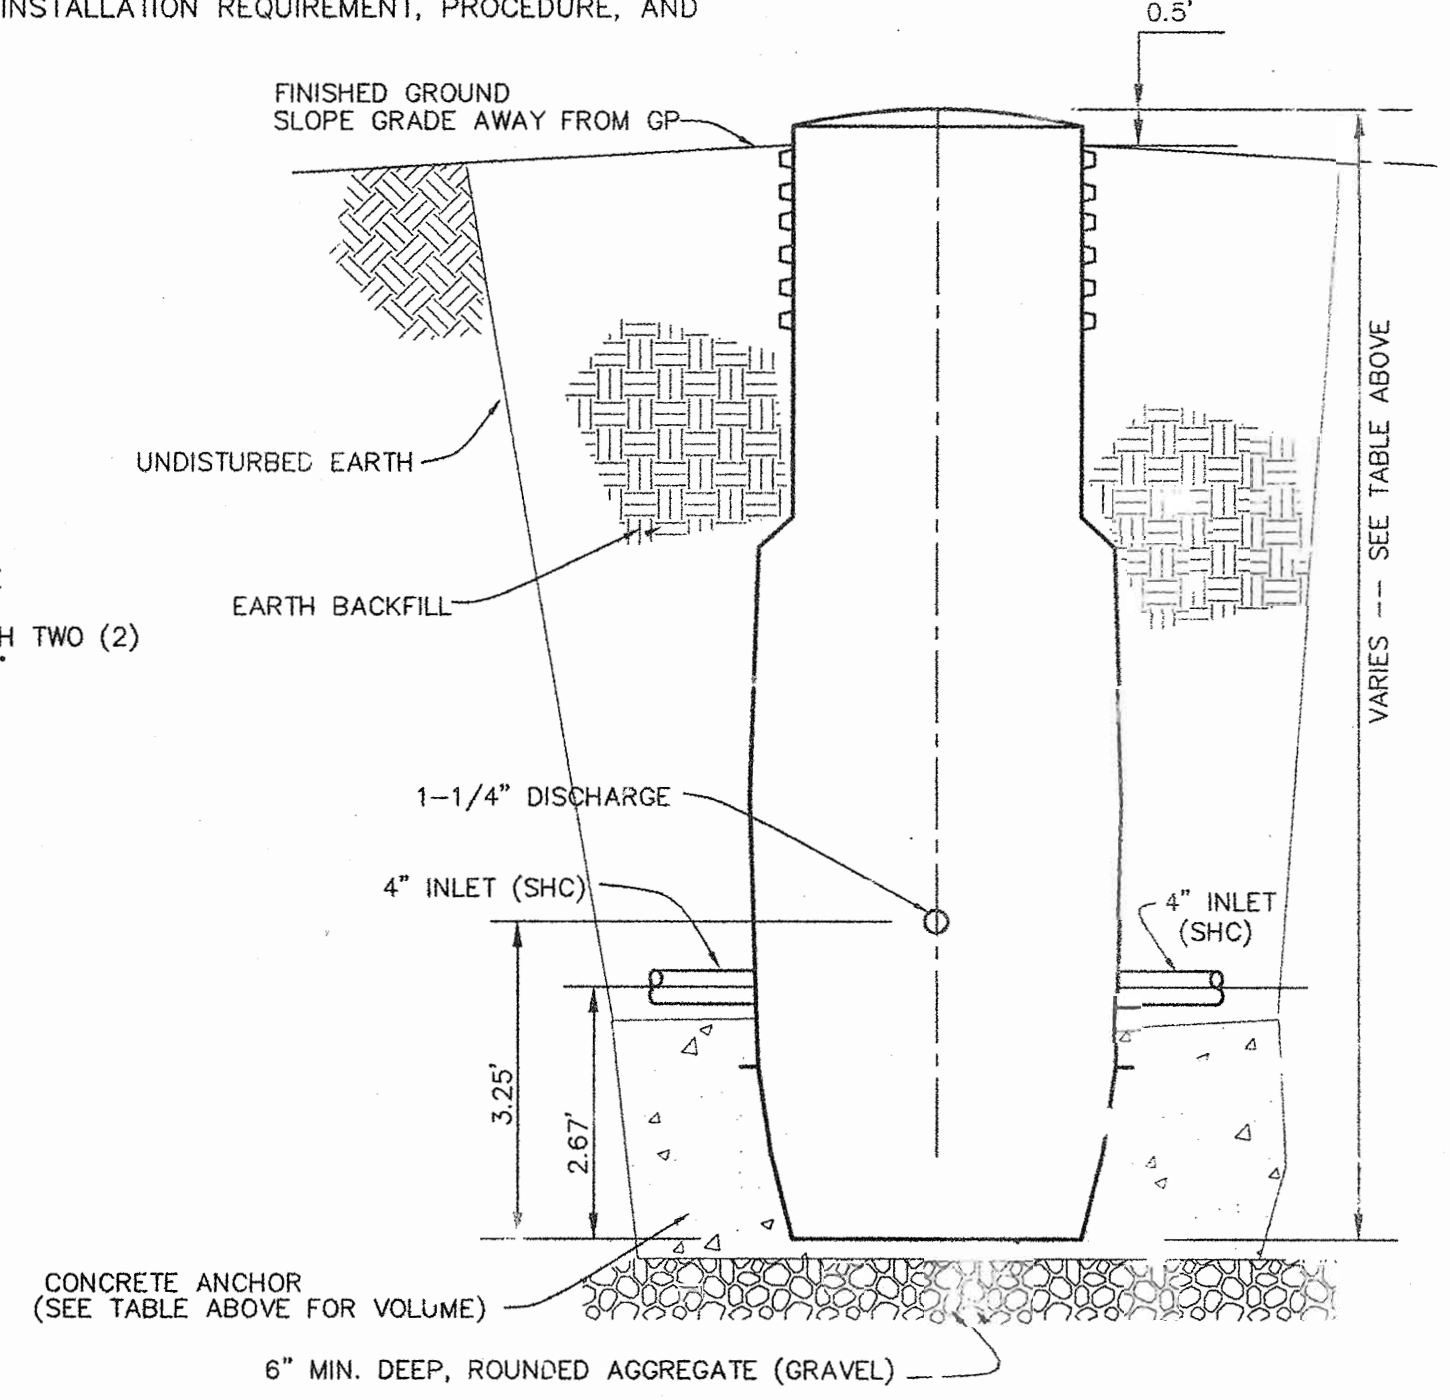 INSTALLATION REQUIREMENT, PROCEDURE, AND
0.5'
FINISHED GROUND
SLOPE GRADE AWAY FROM GP
UNDISTURBED EARTH
EARTH BACKFILL
H TWO (2)
VARIES -- SEE TABLE ABOVE
1-1/4" DISCHARGE
4" INLET (SHC)
4" INLET
(SHC)
3.25'
2.67'
CONCRETE ANCHOR
(SEE TABLE ABOVE FOR VOLUME)
6" MIN. DEEP, ROUNDED AGGREGATE (GRAVEL)